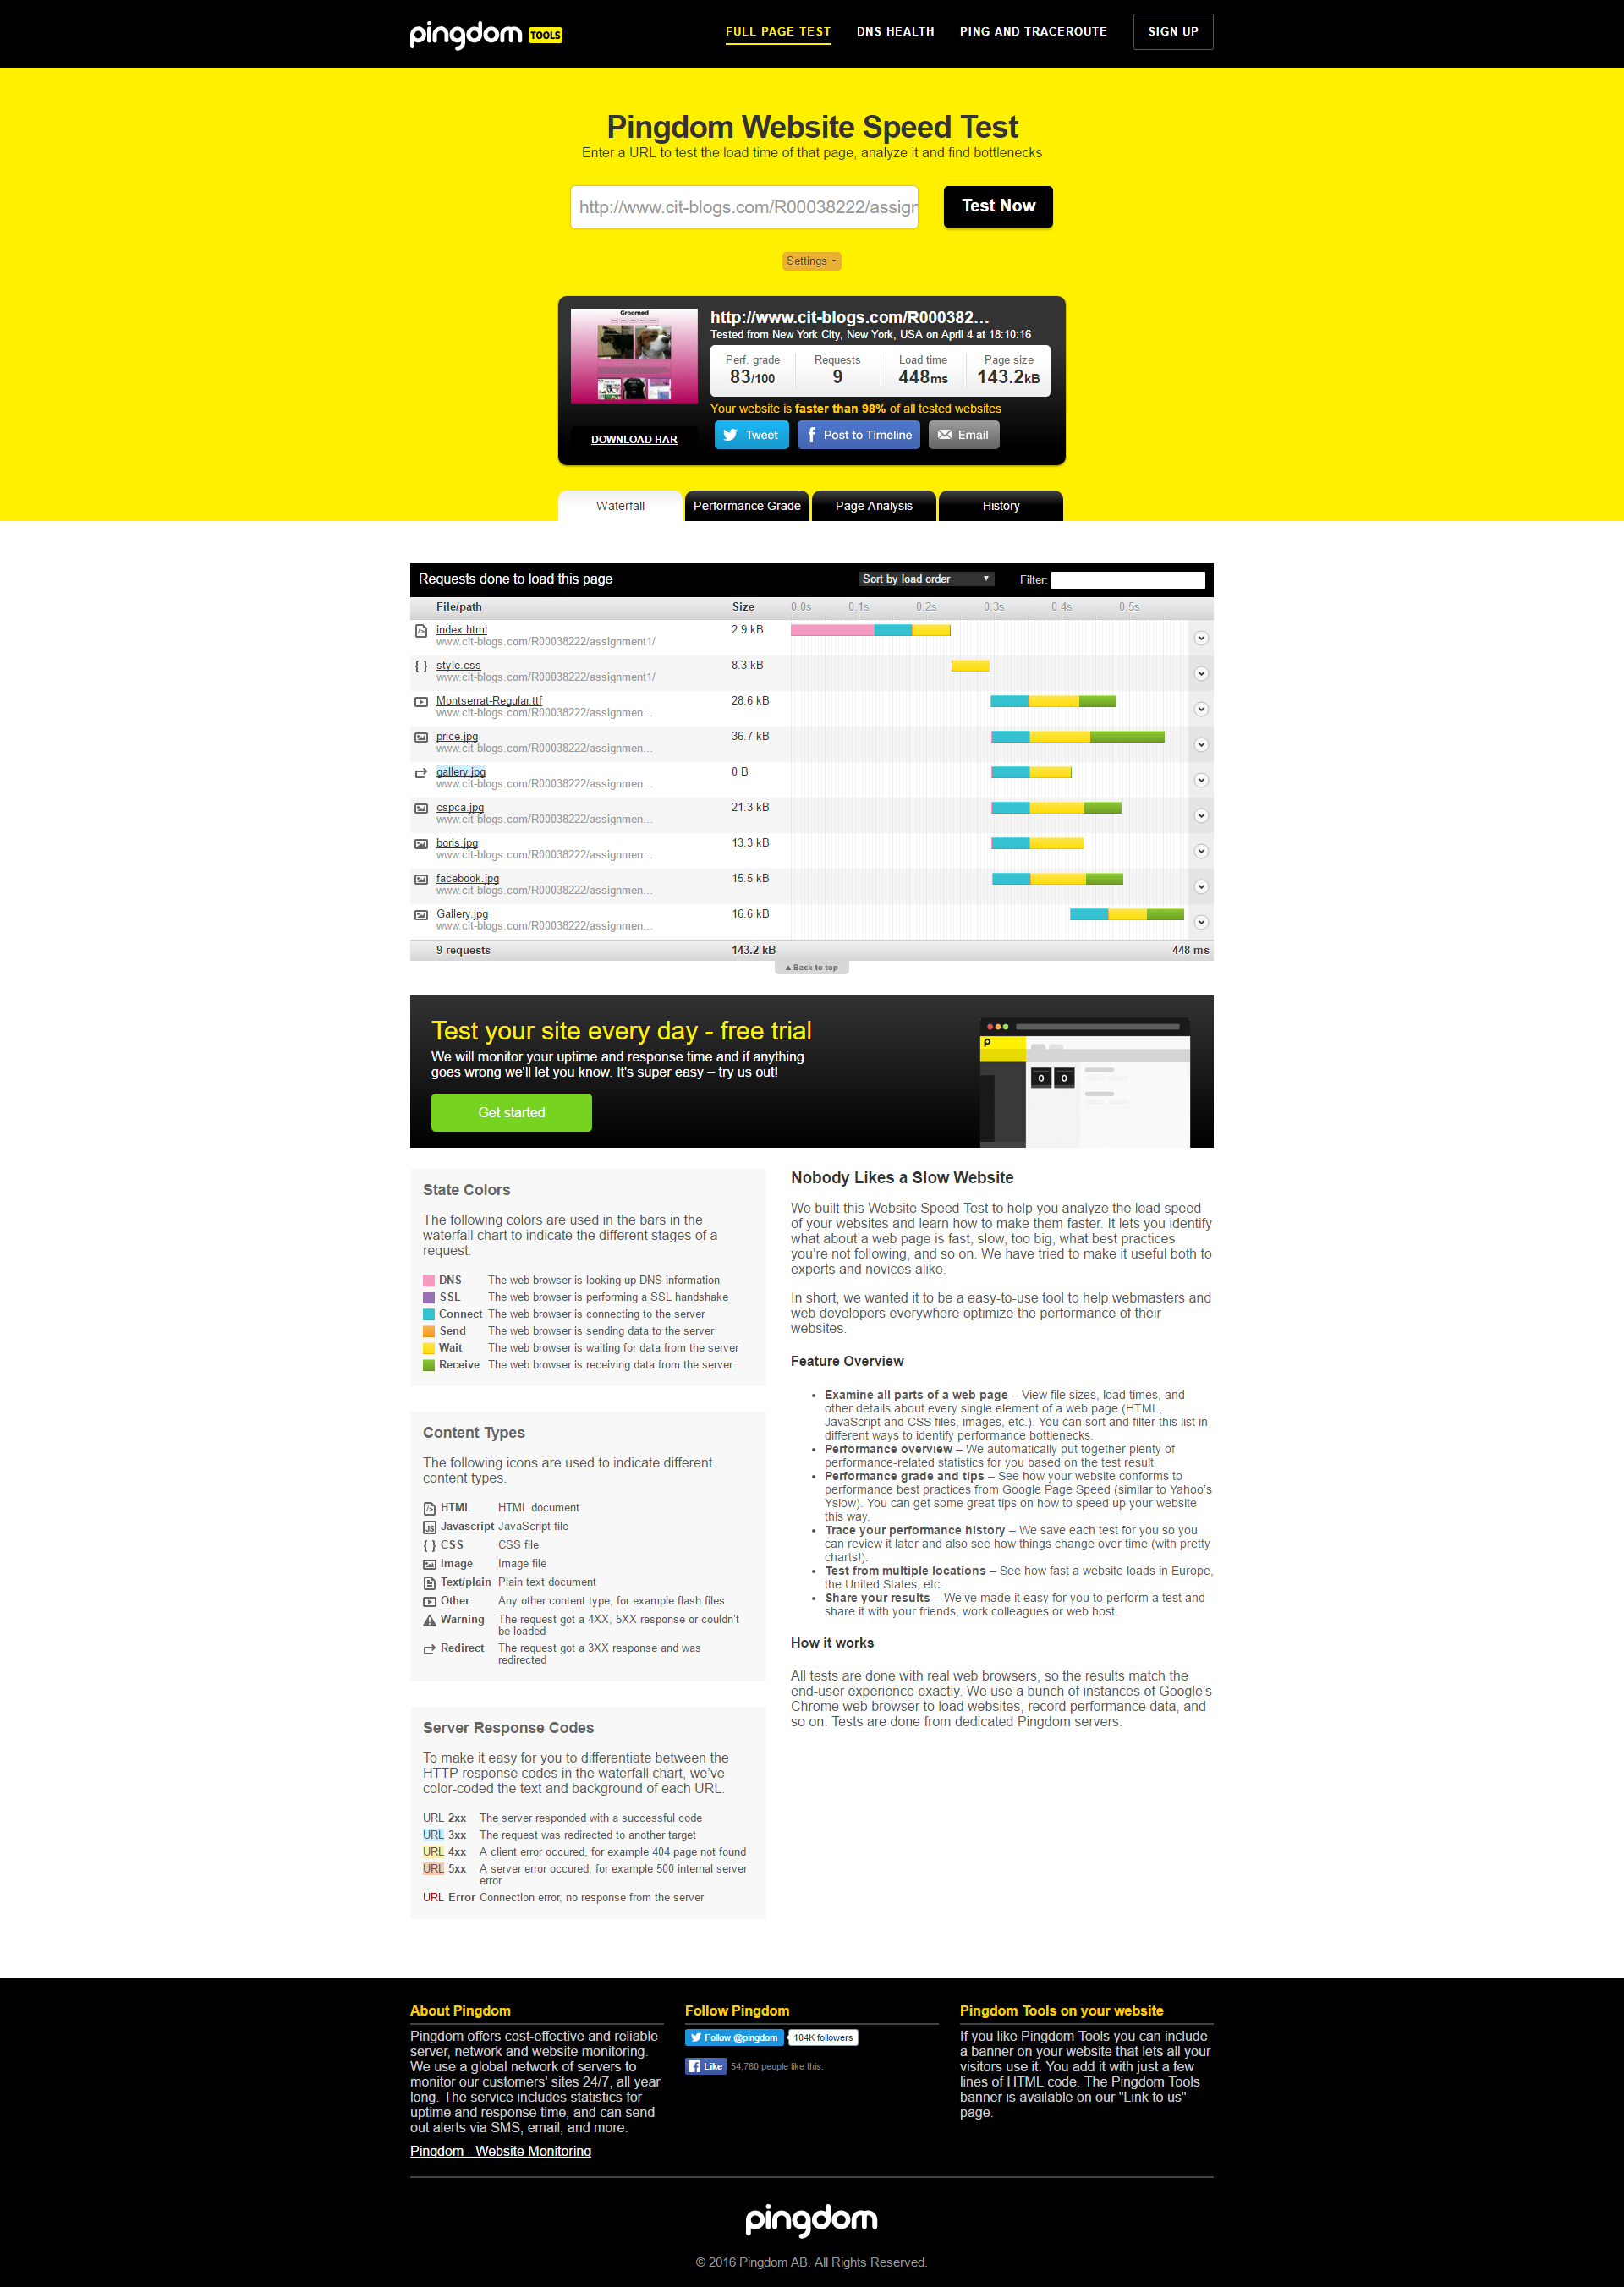 pingdom TOOLS
FULL PAGE TEST DNS HEALTH PING AND TRACEROUTE SIGN UP
Pingdom Website Speed Test
Enter a URL to test the load time of that page, analyze it and find bottlenecks
http://www.cit-blogs.com/R00038222/assign
Test Now
Settings
Groomed
http://www.cit-blogs.com/R000382...
Tested from New York City, New York, USA on April 4 at 18:10:16
Perf. grade Requests Load time Page size
83/100 9 448ms 143.2kB
Your website is faster than 98% of all tested websites
DOWNLOAD HAR
Tweet Post to Timeline Email
Waterfall Performance Grade Page Analysis History
Requests done to load this page Sort by load order Filter:
File/path Size 0.0s 0.1s 0.2s 0.3s 0.4s 0.5s
index.html 2.9 kB
www.cit-blogs.com/R00038222/assignment1/
style.css 8.3 kB
www.cit-blogs.com/R00038222/assignment1/
Montserrat-Regular.ttf 28.6 kB
www.cit-blogs.com/R00038222/assignmen...
price.jpg 36.7 kB
www.cit-blogs.com/R00038222/assignmen...
gallery.jpg 0 B
www.cit-blogs.com/R00038222/assignmen...
cspca.jpg 21.3 kB
www.cit-blogs.com/R00038222/assignmen...
boris.jpg 13.3 kB
www.cit-blogs.com/R00038222/assignmen...
facebook.jpg 15.5 kB
www.cit-blogs.com/R00038222/assignmen...
Gallery.jpg 16.6 kB
www.cit-blogs.com/R00038222/assignmen...
9 requests 143.2 kB 448 ms
Back to top
Test your site every day - free trial
We will monitor your uptime and response time and if anything
goes wrong we'll let you know. It's super easy – try us out!
Get started
0 0
State Colors
The following colors are used in the bars in the
waterfall chart to indicate the different stages of a
request.
DNS The web browser is looking up DNS information
SSL The web browser is performing a SSL handshake
Connect The web browser is connecting to the server
Send The web browser is sending data to the server
Wait The web browser is waiting for data from the server
Receive The web browser is receiving data from the server
Content Types
The following icons are used to indicate different
content types.
HTML HTML document
JS Javascript JavaScript file
{ } CSS CSS file
Image Image file
Text/plain Plain text document
Other Any other content type, for example flash files
Warning The request got a 4XX, 5XX response or couldn't
be loaded
Redirect The request got a 3XX response and was
redirected
Server Response Codes
To make it easy for you to differentiate between the
HTTP response codes in the waterfall chart, we've
color-coded the text and background of each URL.
URL 2xx The server responded with a successful code
URL 3xx The request was redirected to another target
URL 4xx A client error occured, for example 404 page not found
URL 5xx A server error occured, for example 500 internal server
error
URL Error Connection error, no response from the server
Nobody Likes a Slow Website
We built this Website Speed Test to help you analyze the load speed
of your websites and learn how to make them faster. It lets you identify
what about a web page is fast, slow, too big, what best practices
you're not following, and so on. We have tried to make it useful both to
experts and novices alike.
In short, we wanted it to be a easy-to-use tool to help webmasters and
web developers everywhere optimize the performance of their
websites.
Feature Overview
• Examine all parts of a web page – View file sizes, load times, and
other details about every single element of a web page (HTML,
JavaScript and CSS files, images, etc.). You can sort and filter this list in
different ways to identify performance bottlenecks.
• Performance overview – We automatically put together plenty of
performance-related statistics for you based on the test result
• Performance grade and tips – See how your website conforms to
performance best practices from Google Page Speed (similar to Yahoo's
Yslow). You can get some great tips on how to speed up your website
this way.
• Trace your performance history – We save each test for you so you
can review it later and also see how things change over time (with pretty
charts!).
• Test from multiple locations – See how fast a website loads in Europe,
the United States, etc.
• Share your results – We've made it easy for you to perform a test and
share it with your friends, work colleagues or web host.
How it works
All tests are done with real web browsers, so the results match the
end-user experience exactly. We use a bunch of instances of Google's
Chrome web browser to load websites, record performance data, and
so on. Tests are done from dedicated Pingdom servers.
About Pingdom
Pingdom offers cost-effective and reliable
server, network and website monitoring.
We use a global network of servers to
monitor our customers' sites 24/7, all year
long. The service includes statistics for
uptime and response time, and can send
out alerts via SMS, email, and more.
Pingdom - Website Monitoring
Follow Pingdom
Follow @pingdom 104K followers
Like 54,760 people like this.
Pingdom Tools on your website
If you like Pingdom Tools you can include
a banner on your website that lets all your
visitors use it. You add it with just a few
lines of HTML code. The Pingdom Tools
banner is available on our "Link to us"
page.
pingdom
© 2016 Pingdom AB. All Rights Reserved.